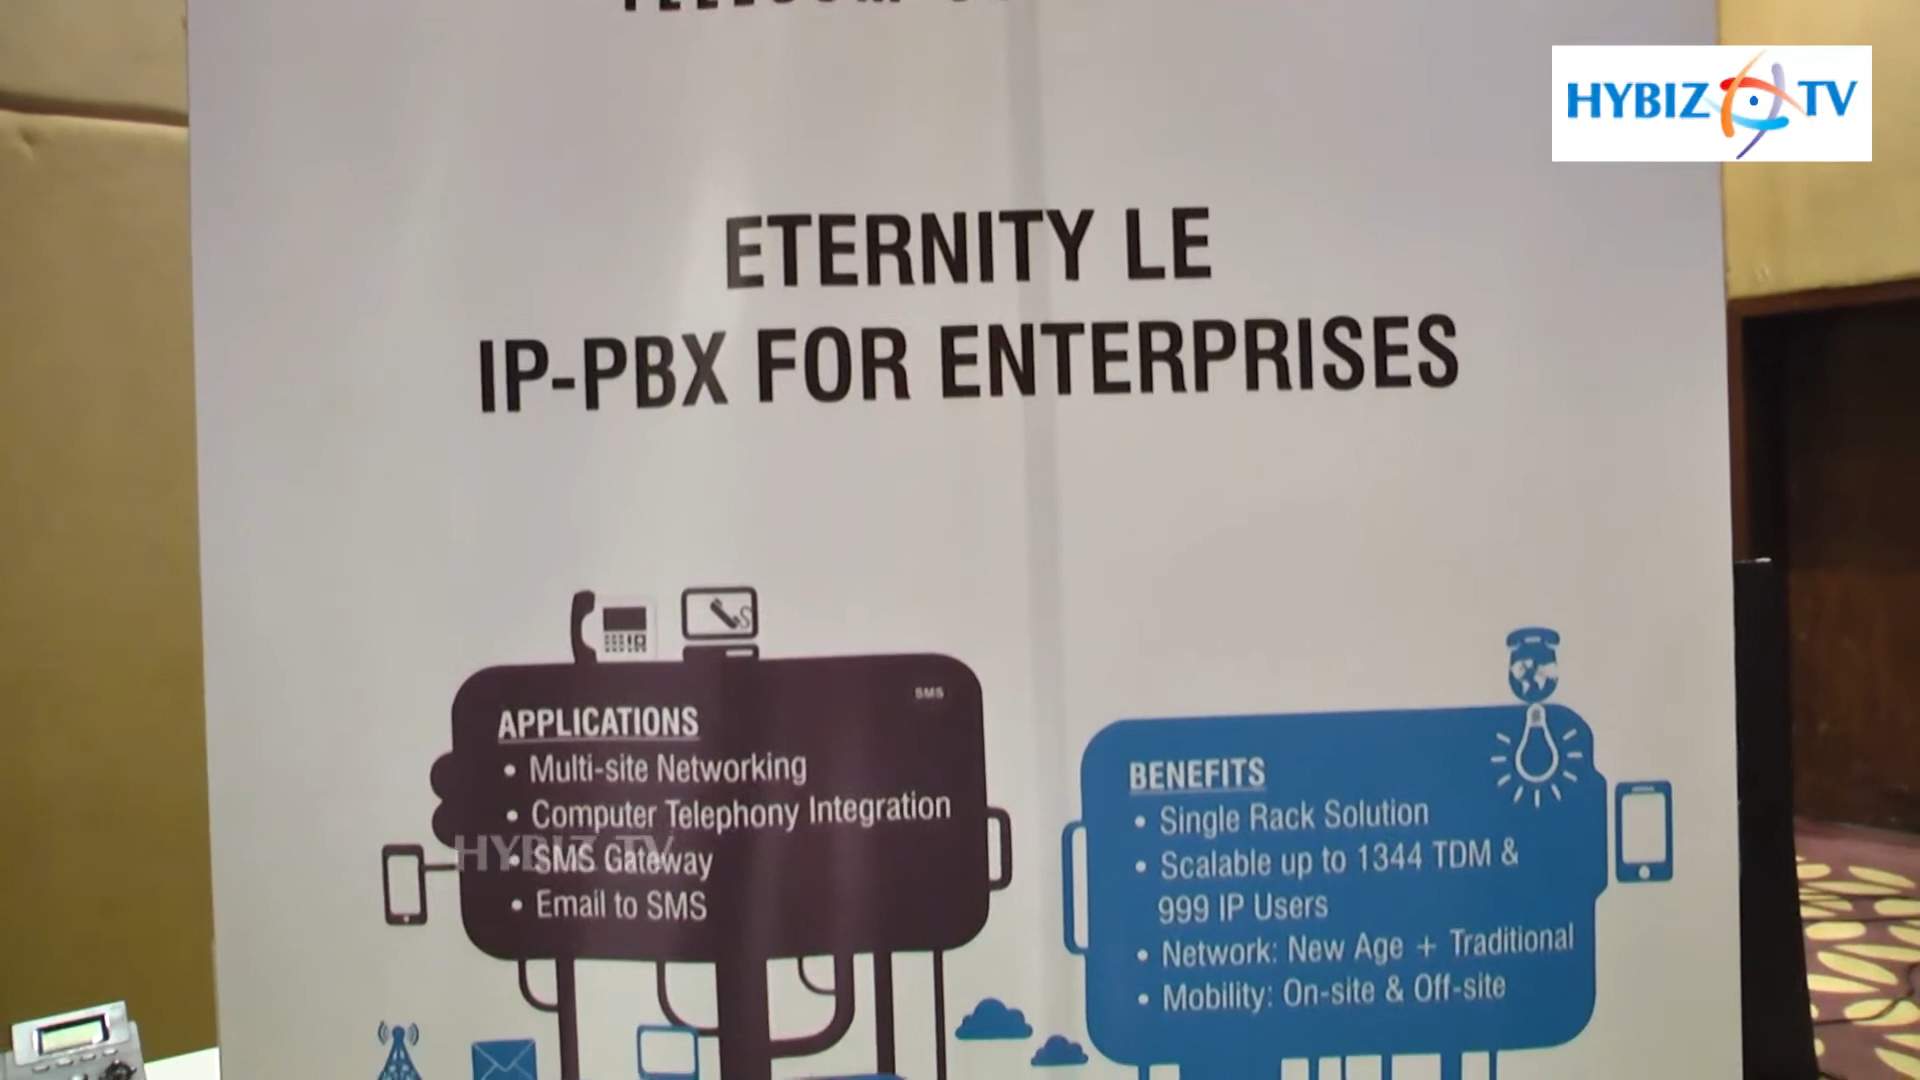 HYBIZ TV
ETERNITY LE
IP-PBX FOR ENTERPRISES
SMS
APPLICATIONS
• Multi-site Networking
• Computer Telephony Integration
• SMS Gateway
• Email to SMS
HYBIZ TV
BENEFITS
• Single Rack Solution
• Scalable up to 1344 TDM &
999 IP Users
• Network: New Age + Traditional
• Mobility: On-site & Off-site